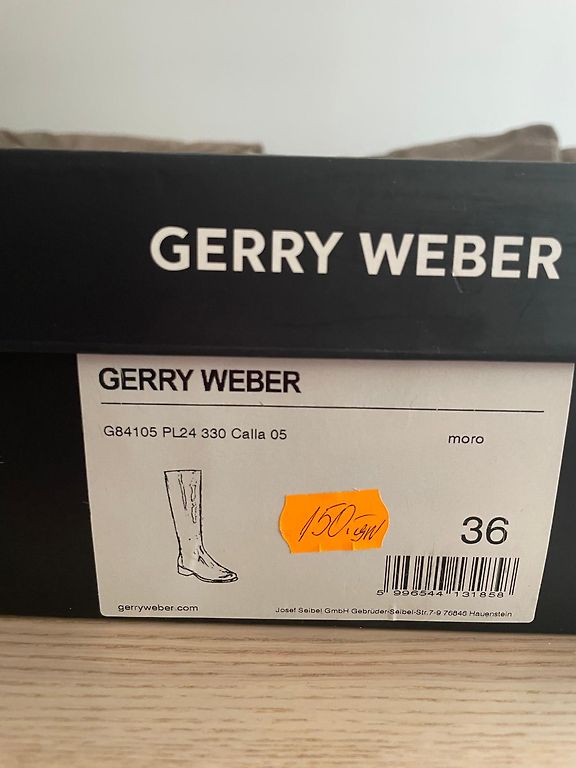 GERRY WEBER
GERRY WEBER
G84105 PL24 330 Calla 05 moro
150.-
36
5 996544 131858
gerryweber.com
Josef Seibel GmbH Gebrüder-Seibel-Str.7-9 76846 Hauenstein